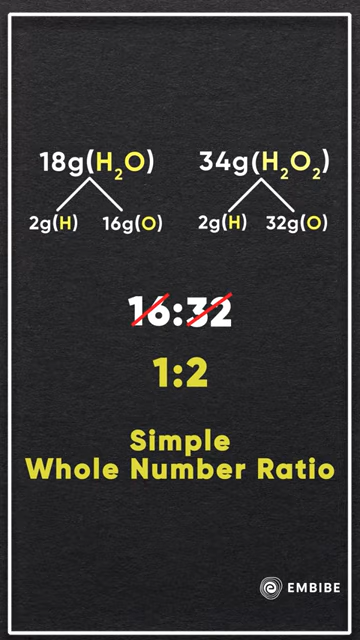 18g(H₂O) 34g(H₂O₂)
2g(H) 16g(O) 2g(H) 32g(O)
16:32
1:2
Simple
Whole Number Ratio
EMBIBE